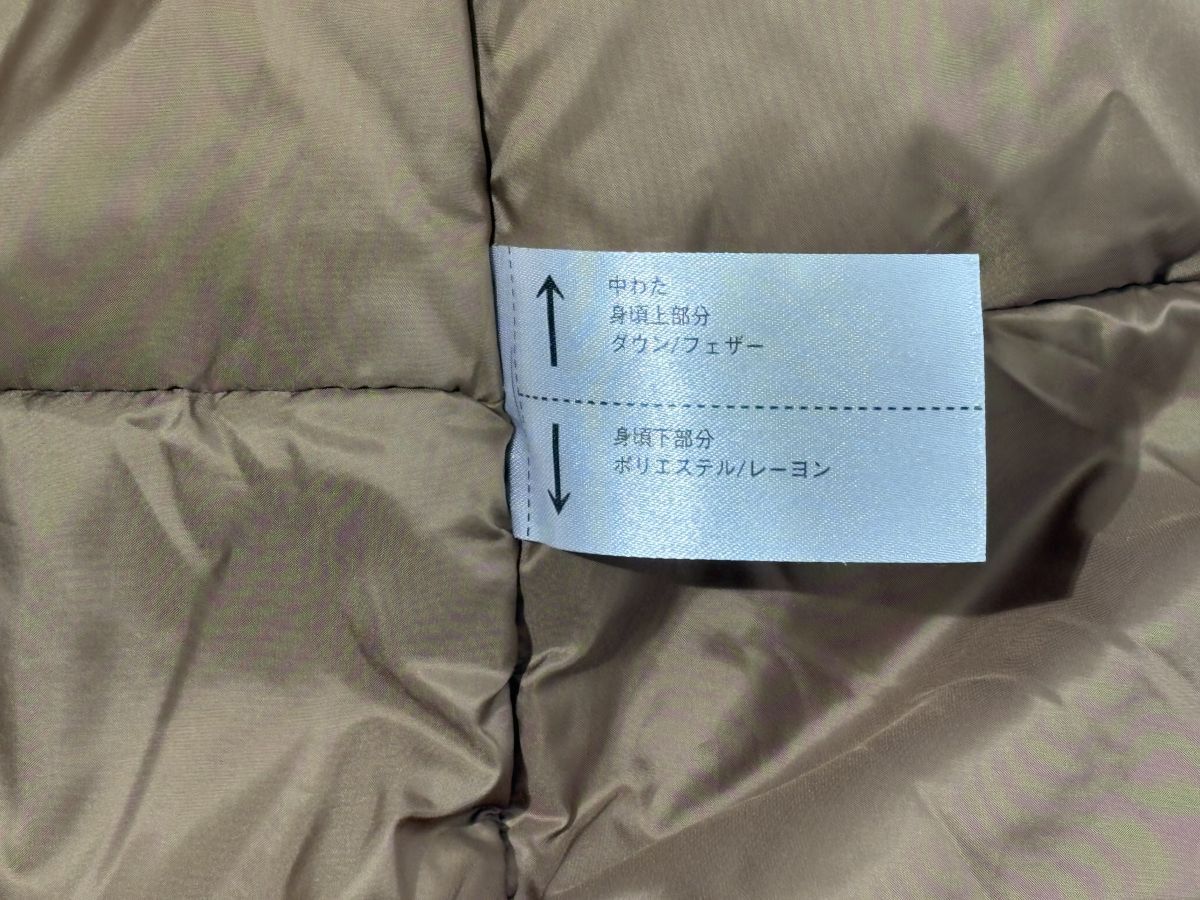 中わた
身頃上部分
ダウン/フェザー
身頃下部分
ポリエステル/レーヨン